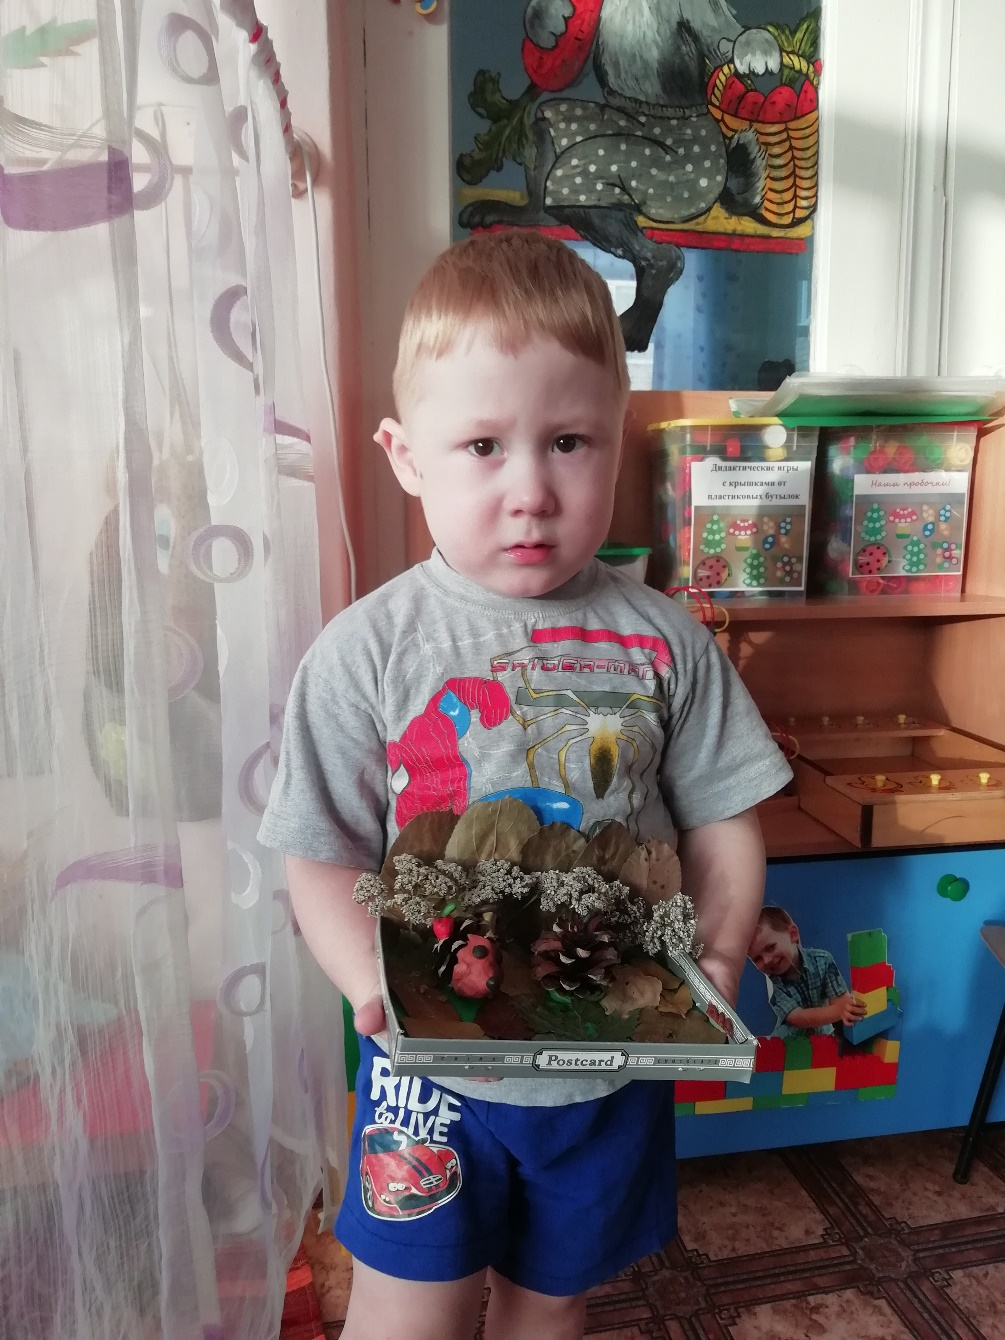 Дидактические игры
с крышками от
пластиковых бутылок
Наши пробочки!
SPIDER-MAN
Postcard
RIDE
to LIVE